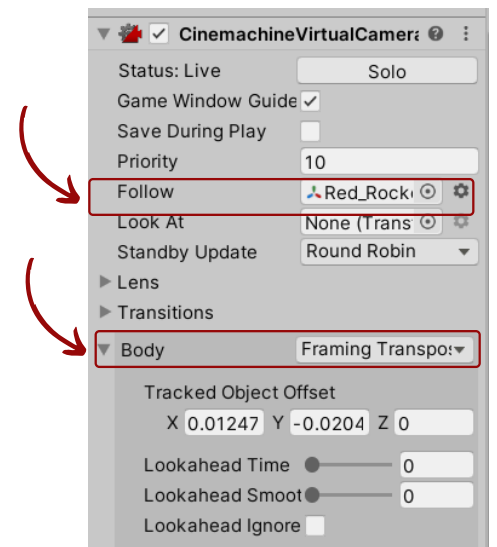 CinemachineVirtualCamera
Status: Live Solo
Game Window Guide
Save During Play
Priority 10
Follow Red_Rock
Look At None (Trans
Standby Update Round Robin
Lens
Transitions
Body Framing Transpos
Tracked Object Offset
X 0.01247 Y -0.0204 Z 0
Lookahead Time 0
Lookahead Smoot 0
Lookahead Ignore